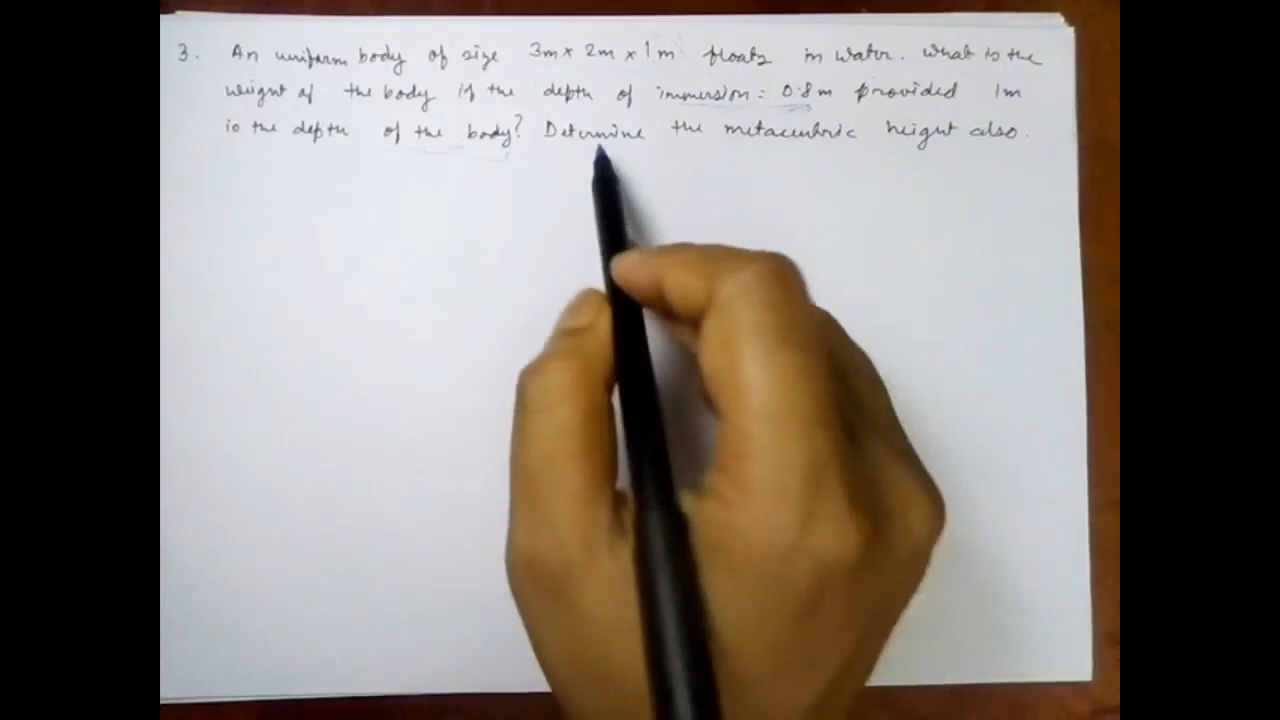 3. An uniform body of size 3m x 2m x 1m floats in water. What is the
weight of the body if the depth of immersion = 0.8m provided 1m
is the depth of the body? Determine the metacentric height also.